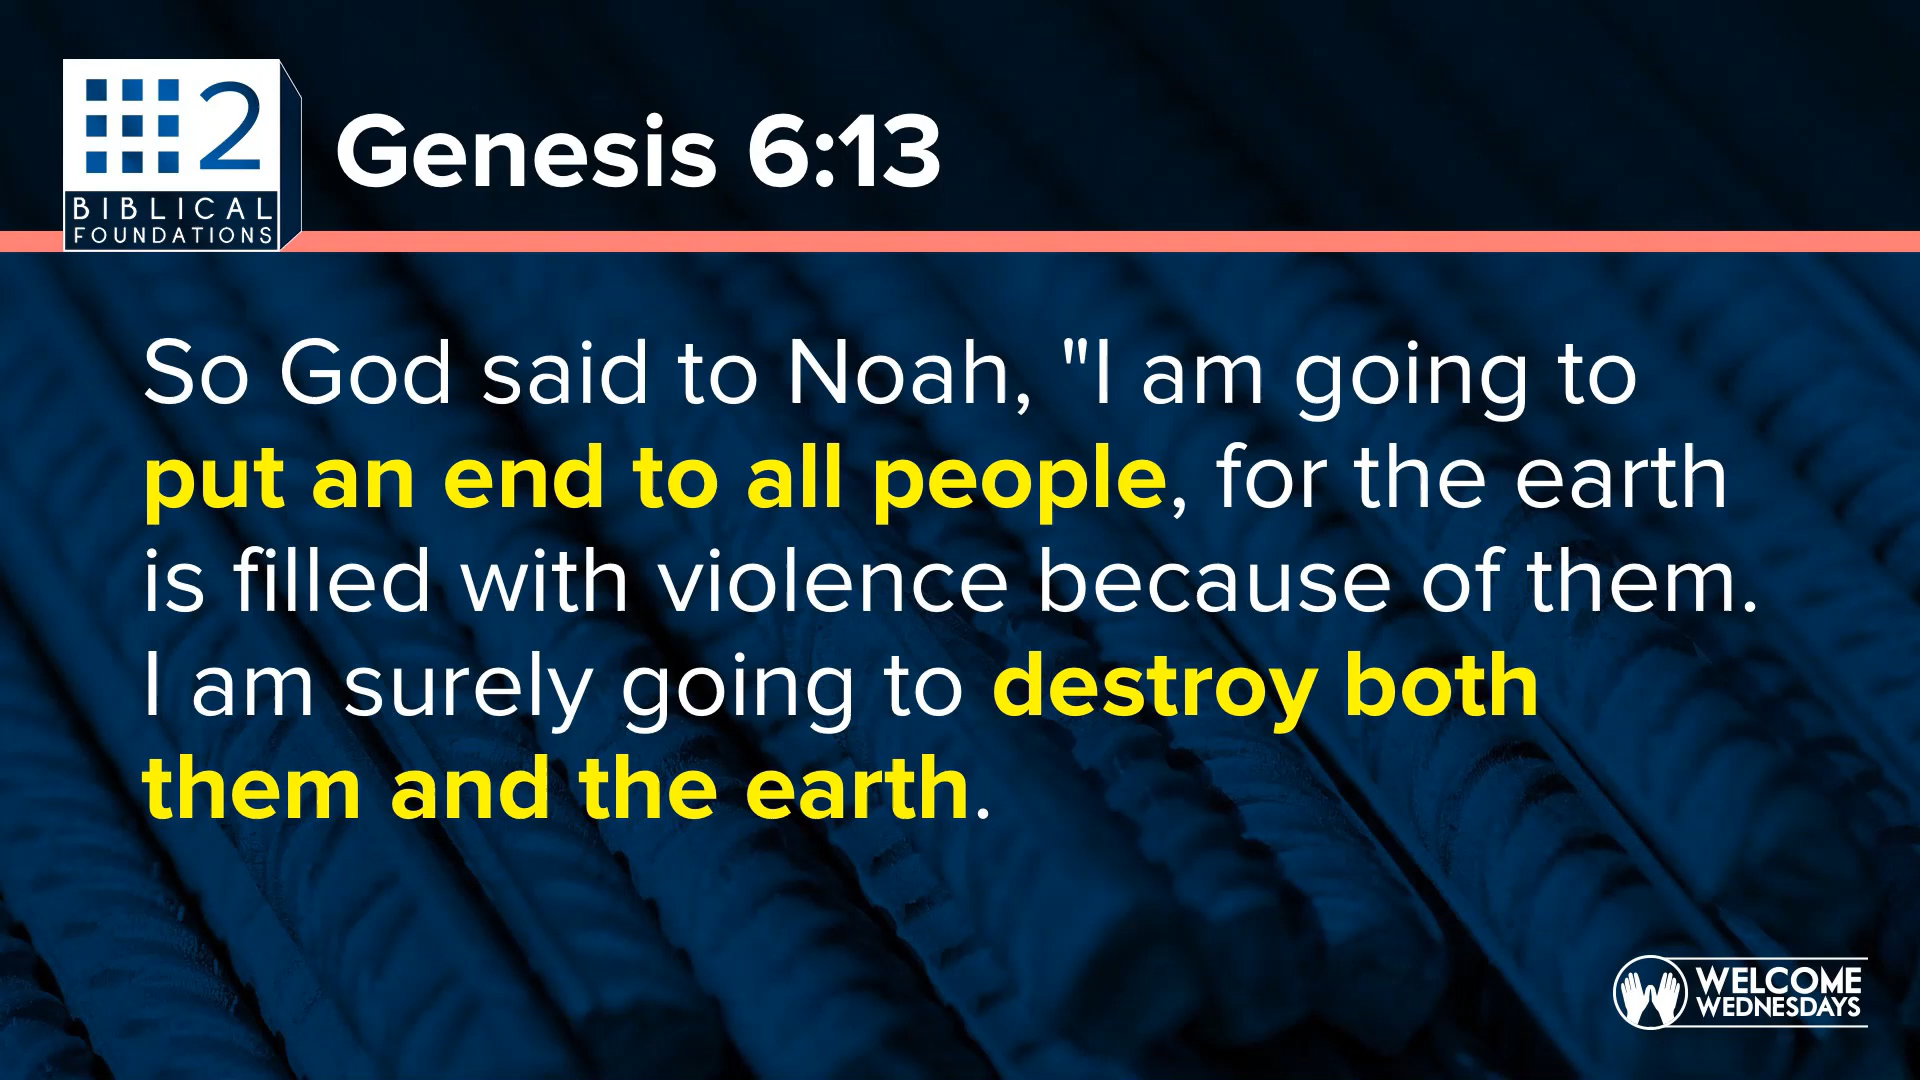 2
BIBLICAL
FOUNDATIONS
Genesis 6:13
So God said to Noah, "I am going to
put an end to all people, for the earth
is filled with violence because of them.
I am surely going to destroy both
them and the earth.
WELCOME
WEDNESDAYS